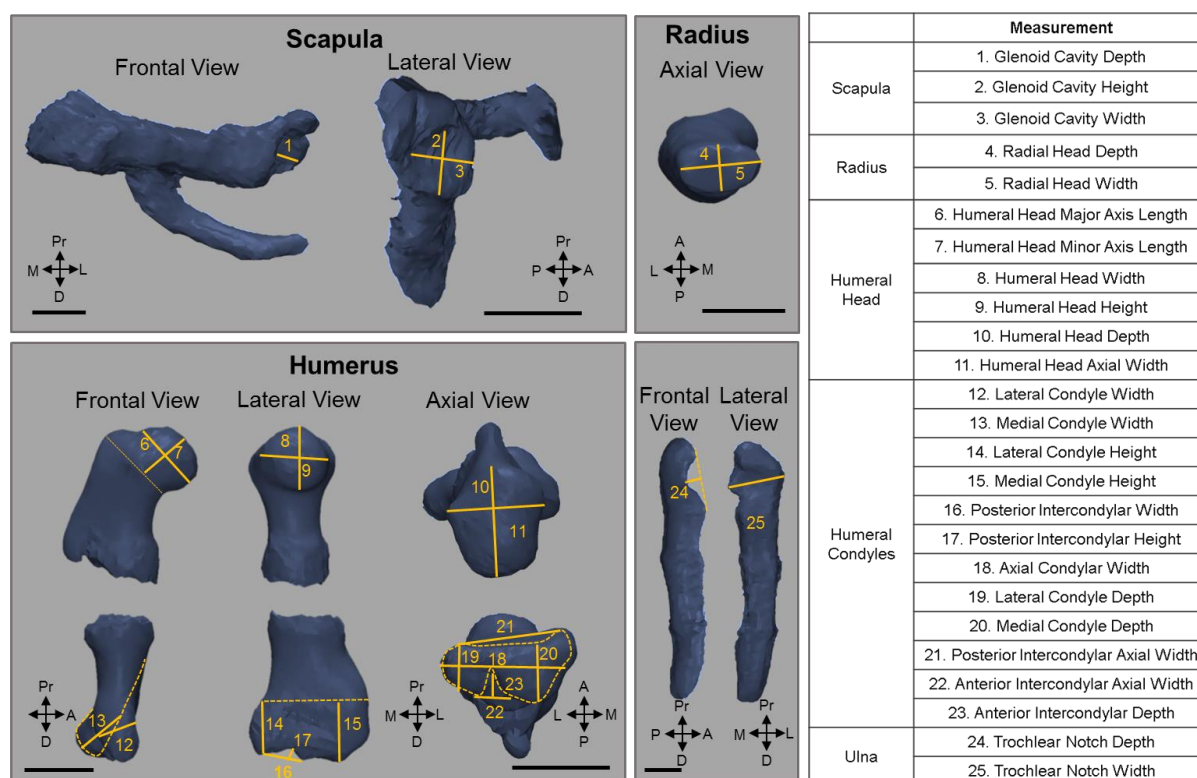 Scapula
Frontal View
Lateral View
1
2
3
Pr
M L
D
Pr
P A
D
Radius
Axial View
4
5
A
L M
P
Humerus
Frontal View
Lateral View
Axial View
6
7
8
9
10
11
13
12
14
17
15
16
21
19
18
20
23
22
Pr
P A
D
Pr
M L
D
A
L M
P
Frontal View
Lateral View
24
25
Pr
P A
D
Pr
M L
D
Measurement
Scapula
1. Glenoid Cavity Depth
2. Glenoid Cavity Height
3. Glenoid Cavity Width
Radius
4. Radial Head Depth
5. Radial Head Width
Humeral Head
6. Humeral Head Major Axis Length
7. Humeral Head Minor Axis Length
8. Humeral Head Width
9. Humeral Head Height
10. Humeral Head Depth
11. Humeral Head Axial Width
Humeral Condyles
12. Lateral Condyle Width
13. Medial Condyle Width
14. Lateral Condyle Height
15. Medial Condyle Height
16. Posterior Intercondylar Width
17. Posterior Intercondylar Height
18. Axial Condylar Width
19. Lateral Condyle Depth
20. Medial Condyle Depth
21. Posterior Intercondylar Axial Width
22. Anterior Intercondylar Axial Width
23. Anterior Intercondylar Depth
Ulna
24. Trochlear Notch Depth
25. Trochlear Notch Width